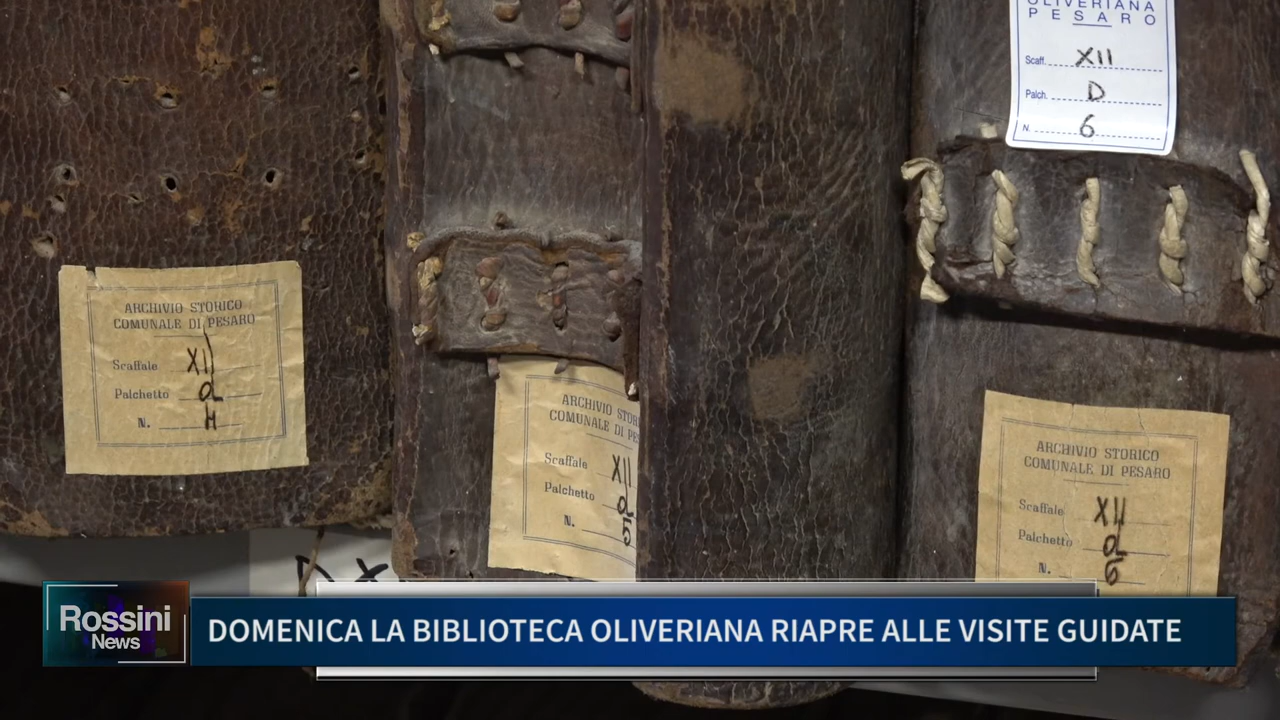 OLIVERIANA
PESARO
Scaff. XII
Palch. D
N. 6
ARCHIVIO STORICO
COMUNALE DI PESARO
Scaffale XII
Palchetto d
N. 4
ARCHIVIO STOR
COMUNALE DI PES
Scaffale XII
Palchetto d
N. 5
ARCHIVIO STORICO
COMUNALE DI PESARO
Scaffale XII
Palchetto d
N. 6
Rossini
News
DOMENICA LA BIBLIOTECA OLIVERIANA RIAPRE ALLE VISITE GUIDATE